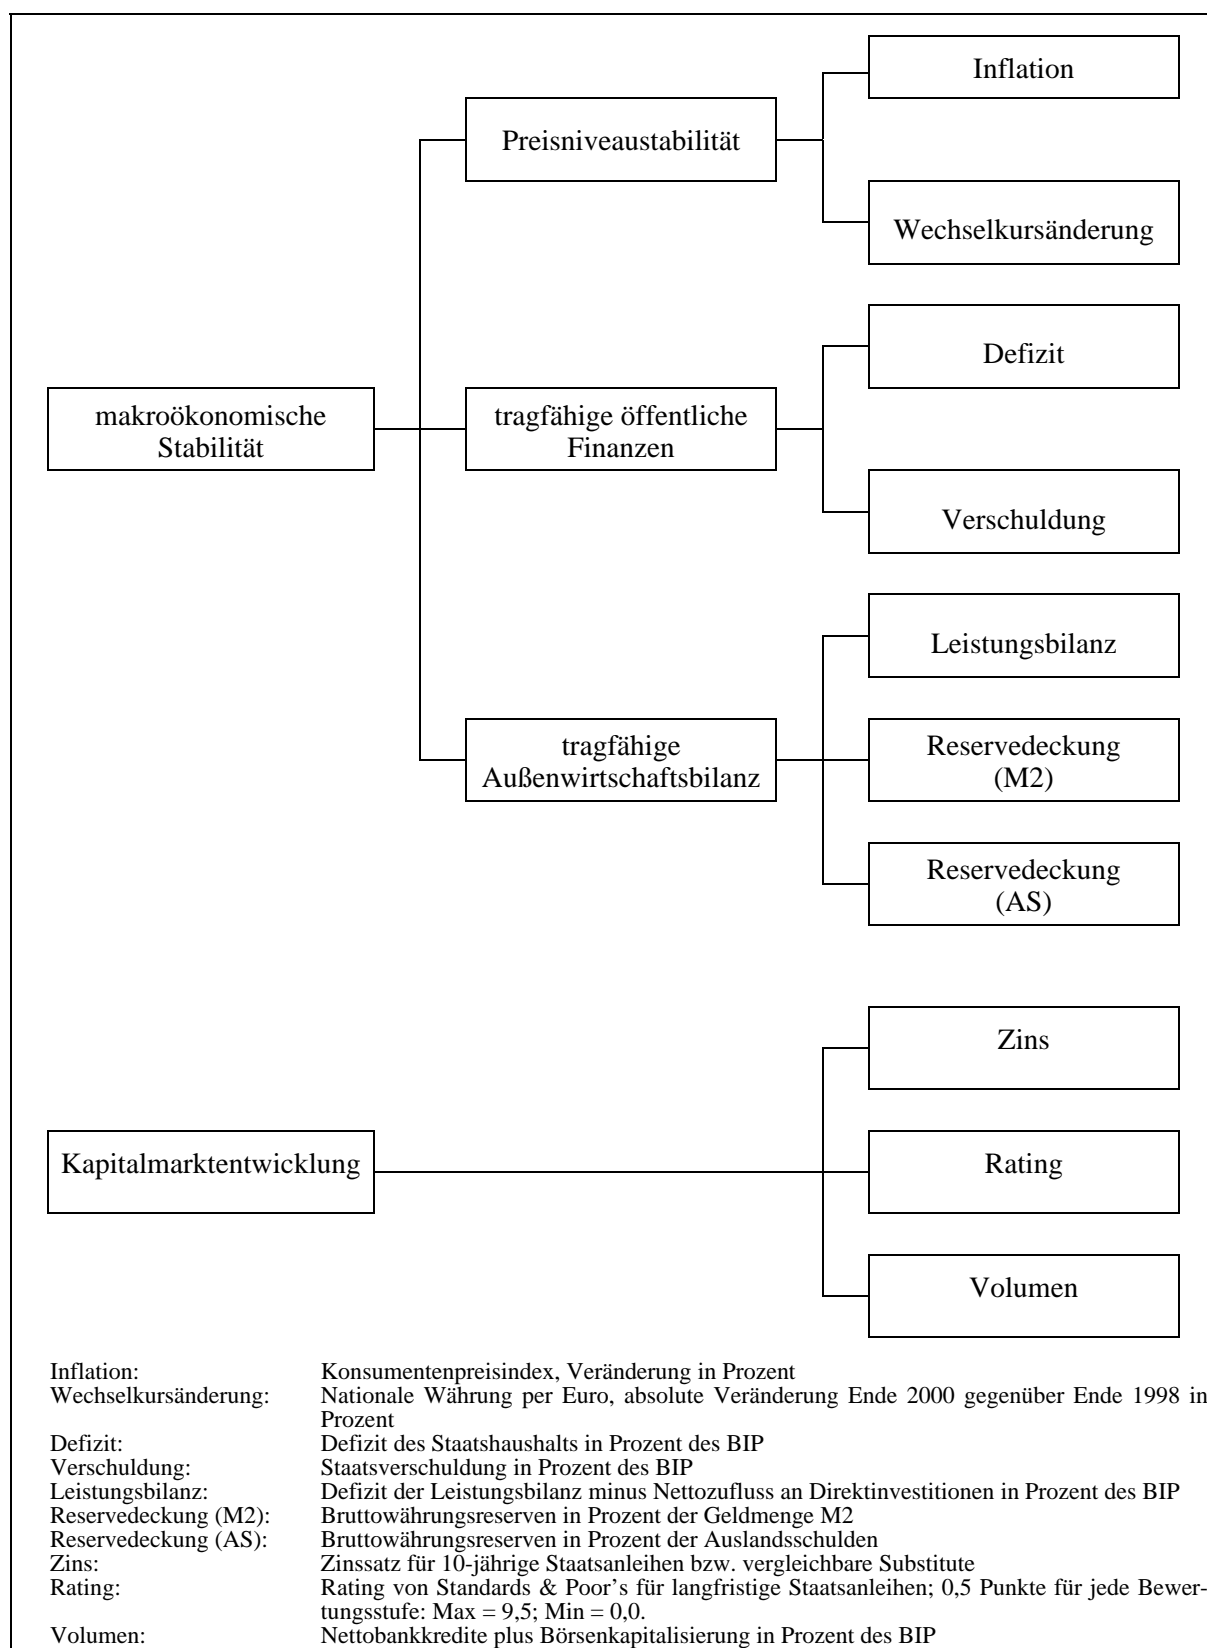 Inflation
Preisniveaustabilität
Wechselkursänderung
Defizit
makroökonomische
Stabilität
tragfähige öffentliche
Finanzen
Verschuldung
Leistungsbilanz
tragfähige
Außenwirtschaftsbilanz
Reservedeckung
(M2)
Reservedeckung
(AS)
Zins
Kapitalmarktentwicklung
Rating
Volumen
Inflation: Konsumentenpreisindex, Veränderung in Prozent
Wechselkursänderung: Nationale Währung per Euro, absolute Veränderung Ende 2000 gegenüber Ende 1998 in
Prozent
Defizit: Defizit des Staatshaushalts in Prozent des BIP
Verschuldung: Staatsverschuldung in Prozent des BIP
Leistungsbilanz: Defizit der Leistungsbilanz minus Nettozufluss an Direktinvestitionen in Prozent des BIP
Reservedeckung (M2): Bruttowährungsreserven in Prozent der Geldmenge M2
Reservedeckung (AS): Bruttowährungsreserven in Prozent der Auslandsschulden
Zins: Zinssatz für 10-jährige Staatsanleihen bzw. vergleichbare Substitute
Rating: Rating von Standards & Poor's für langfristige Staatsanleihen; 0,5 Punkte für jede Bewer-
tungsstufe: Max = 9,5; Min = 0,0.
Volumen: Nettobankkredite plus Börsenkapitalisierung in Prozent des BIP